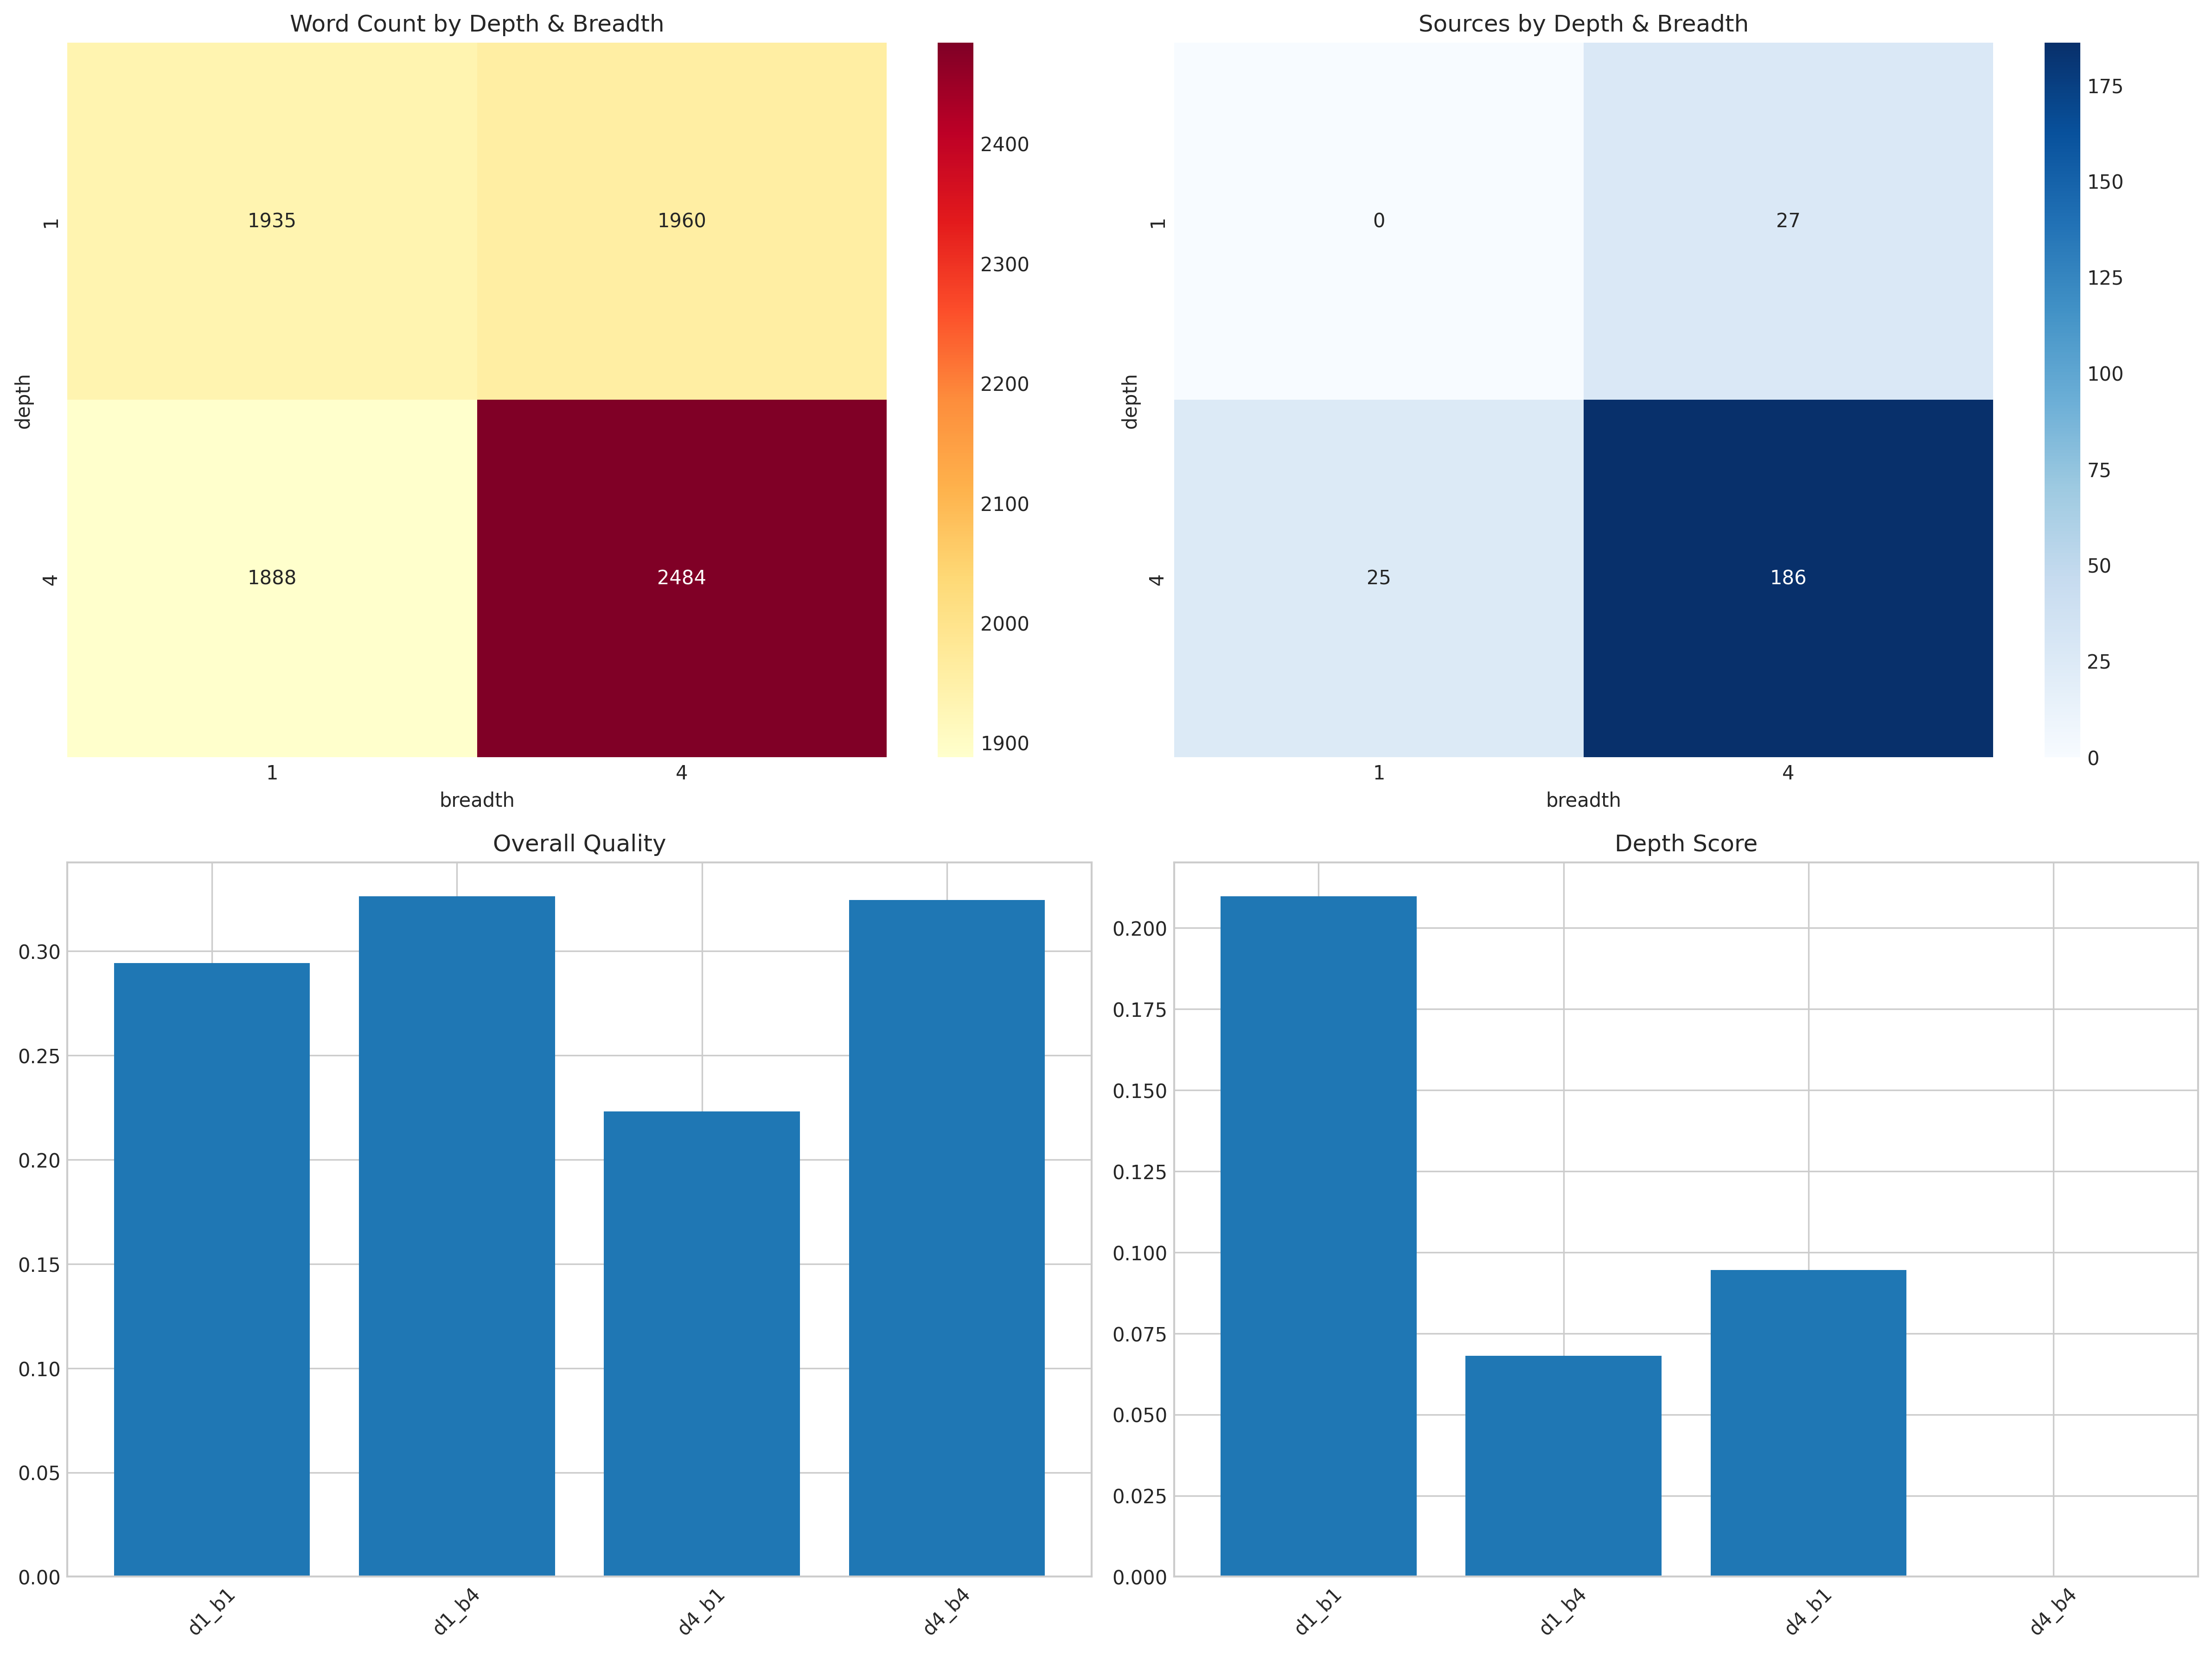 Word Count by Depth & Breadth
1935
1960
1888
2484
1
4
depth
1
4
breadth
2400
2300
2200
2100
2000
1900
Sources by Depth & Breadth
0
27
25
186
1
4
depth
1
4
breadth
175
150
125
100
75
50
25
0
Overall Quality
0.30
0.25
0.20
0.15
0.10
0.05
0.00
d1_b1
d1_b4
d4_b1
d4_b4
Depth Score
0.200
0.175
0.150
0.125
0.100
0.075
0.050
0.025
0.000
d1_b1
d1_b4
d4_b1
d4_b4